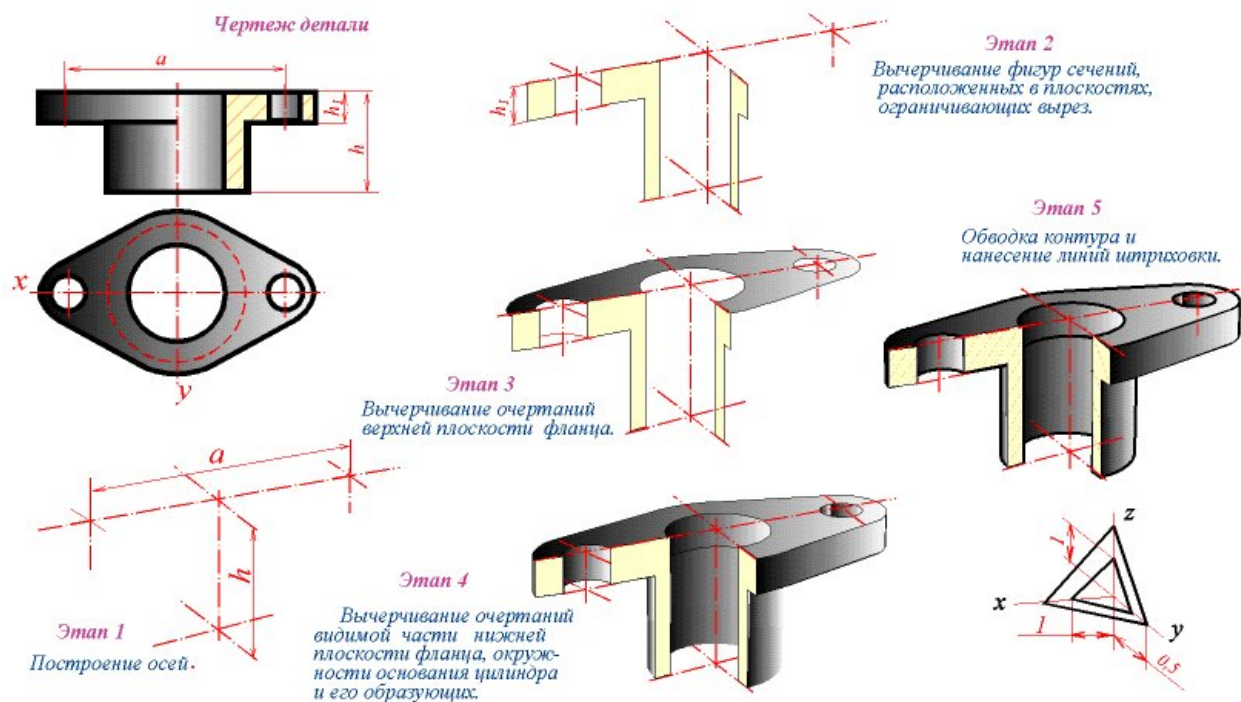 Чертеж детали
a
h₁
h
x
y
Этап 1
Построение осей.
a
h
Этап 2
Вычерчивание фигур сечений,
расположенных в плоскостях,
ограничивающих вырез.
h₁
Этап 3
Вычерчивание очертаний
верхней плоскости фланца.
Этап 4
Вычерчивание очертаний
видимой части нижней
плоскости фланца, окруж-
ности основания цилиндра
и его образующих.
Этап 5
Обводка контура и
нанесение линий штриховки.
z
1
x
y
1
0,5